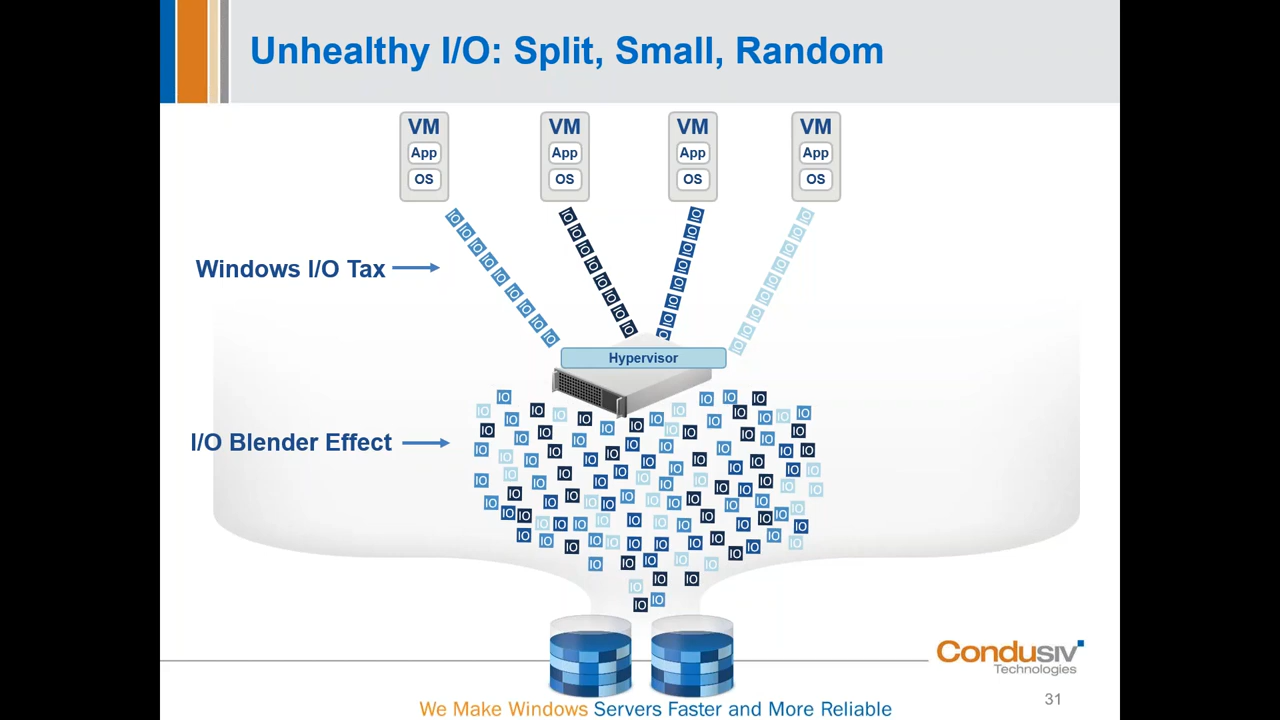 Unhealthy I/O: Split, Small, Random
VM VM VM VM
App App App App
OS OS OS OS
Windows I/O Tax
Hypervisor
I/O Blender Effect
IO
Condusiv
Technologies
31
We Make Windows Servers Faster and More Reliable